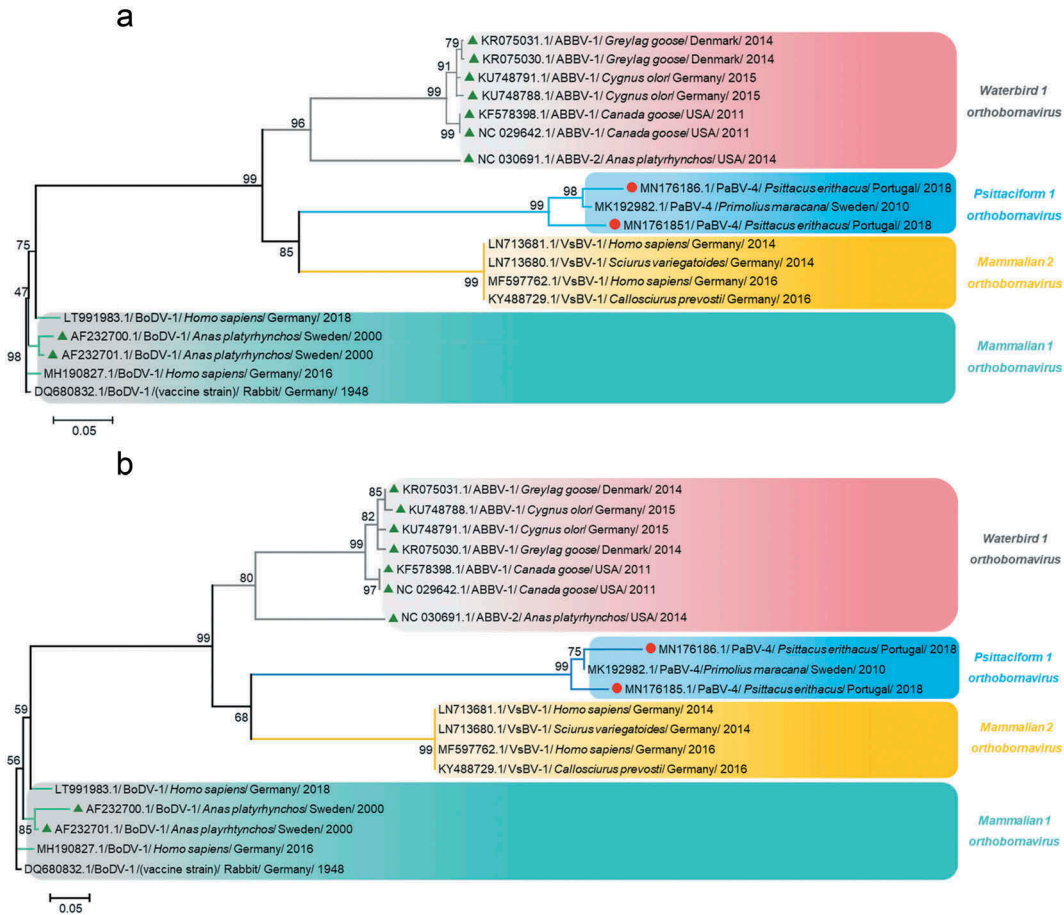 a
79
KR075031.1/ ABBV-1/ Greylag goose/ Denmark/ 2014
KR075030.1/ ABBV-1/ Greylag goose/ Denmark/ 2014
91
KU748791.1/ ABBV-1/ Cygnus olor/ Germany/ 2015
99
KU748788.1/ ABBV-1/ Cygnus olor/ Germany/ 2015
KF578398.1/ ABBV-1/ Canada goose/ USA/ 2011
99
NC 029642.1/ ABBV-1/ Canada goose/ USA/ 2011
96
NC 030691.1/ ABBV-2/ Anas platyrhynchos/ USA/ 2014
Waterbird 1
orthobornavirus
99
98
MN176186.1/ PaBV-4/ Psittacus erithacus/ Portugal/ 2018
99
MK192982.1/ PaBV-4 /Primolius maracana/ Sweden/ 2010
MN1761851/ PaBV-4/ Psittacus erithacus/ Portugal/ 2018
Psittaciform 1
orthobornavirus
85
LN713681.1/ VsBV-1/ Homo sapiens/ Germany/ 2014
LN713680.1/ VsBV-1/ Sciurus variegatoides/ Germany/ 2014
99
MF597762.1/ VsBV-1/ Homo sapiens/ Germany/ 2016
KY488729.1/ VsBV-1/ Callosciurus prevosti/ Germany/ 2016
Mammalian 2
orthobornavirus
75
47
LT991983.1/ BoDV-1/ Homo sapiens/ Germany/ 2018
AF232700.1/ BoDV-1/ Anas platyrhynchos/ Sweden/ 2000
98
AF232701.1/ BoDV-1/ Anas platyrhynchos/ Sweden/ 2000
MH190827.1/ BoDV-1/ Homo sapiens/ Germany/ 2016
DQ680832.1/ BoDV-1/(vaccine strain)/ Rabbit/ Germany/ 1948
Mammalian 1
orthobornavirus
0.05
b
85
KR075031.1/ ABBV-1/ Greylag goose/ Denmark/ 2014
KU748788.1/ ABBV-1/ Cygnus olor/ Germany/ 2015
82
KU748791.1/ ABBV-1/ Cygnus olor/ Germany/ 2015
99
KR075030.1/ ABBV-1/ Greylag goose/ Denmark/ 2014
KF578398.1/ ABBV-1/ Canada goose/ USA/ 2011
97
NC 029642.1/ ABBV-1/ Canada goose/ USA/ 2011
80
NC 030691.1/ ABBV-2/ Anas platyrhynchos/ USA/ 2014
Waterbird 1
orthobornavirus
99
75
MN176186.1/ PaBV-4/ Psittacus erithacus/ Portugal/ 2018
99
MK192982.1/ PaBV-4/Primolius maracana/ Sweden/ 2010
MN176185.1/ PaBV-4/ Psittacus erithacus/ Portugal/ 2018
Psittaciform 1
orthobornavirus
68
LN713681.1/ VsBV-1/ Homo sapiens/ Germany/ 2014
LN713680.1/ VsBV-1/ Sciurus variegatoides/ Germany/ 2014
99
MF597762.1/ VsBV-1/ Homo sapiens/ Germany/ 2016
KY488729.1/ VsBV-1/ Callosciurus prevosti/ Germany/ 2016
Mammalian 2
orthobornavirus
59
56
LT991983.1/ BoDV-1/ Homo sapiens/ Germany/ 2018
AF232700.1/ BoDV-1/ Anas platyrhynchos/ Sweden/ 2000
85
AF232701.1/ BoDV-1/ Anas playrhtynchos/ Sweden/ 2000
MH190827.1/ BoDV-1/ Homo sapiens/ Germany/ 2016
DQ680832.1/ BoDV-1/(vaccine strain)/ Rabbit/ Germany/ 1948
Mammalian 1
orthobornavirus
0.05